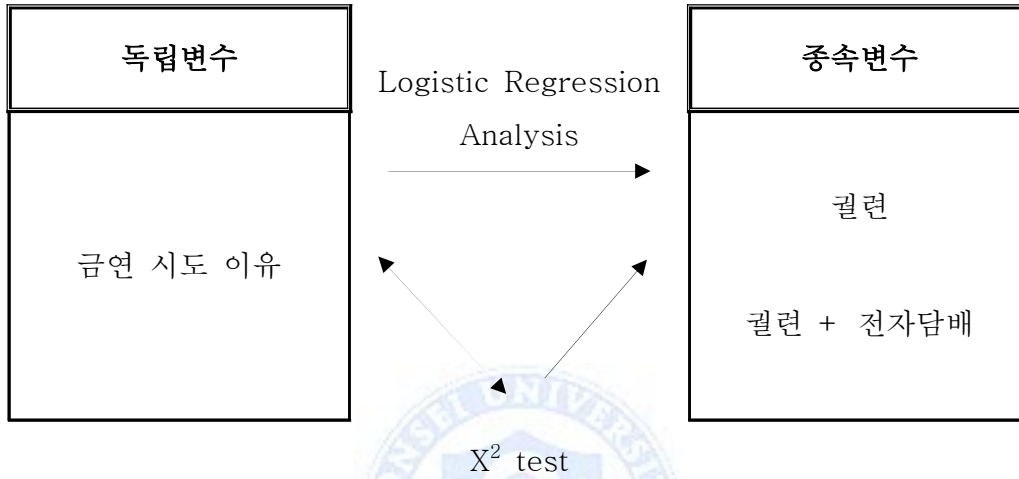 독립변수
금연 시도 이유
Logistic Regression
Analysis
X² test
종속변수
궐련
궐련 + 전자담배